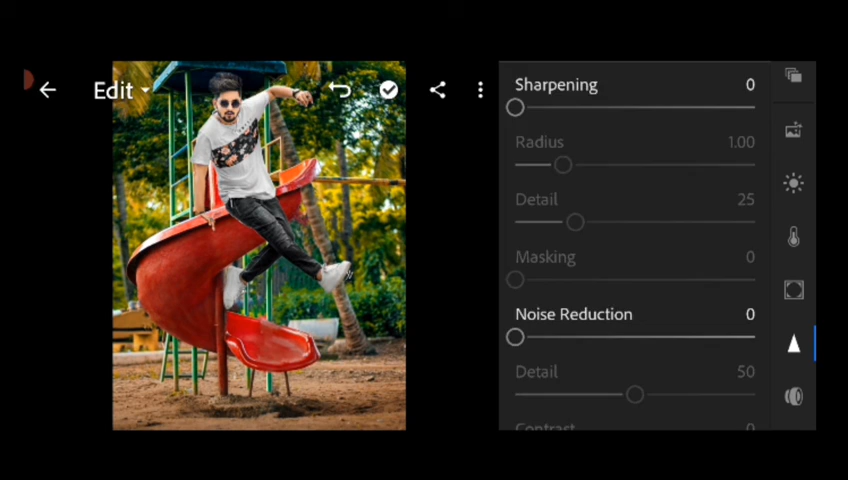 Edit
Sharpening 0
Radius 1.00
Detail 25
Masking 0
Noise Reduction 0
Detail 50
Contrast 0